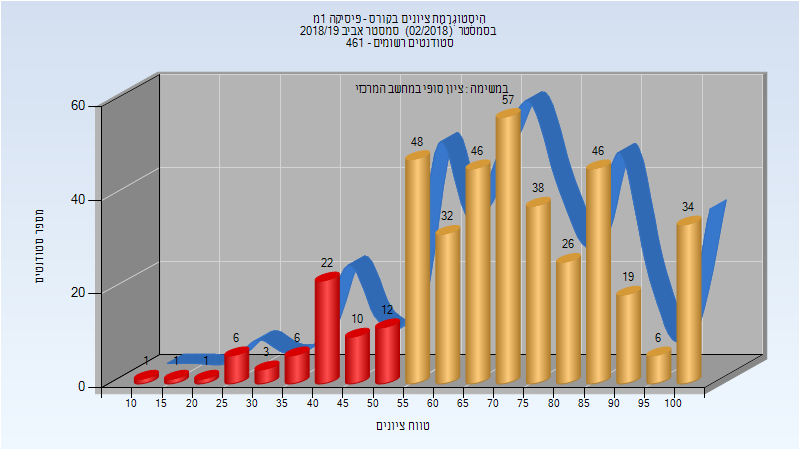 היסטוגרמת ציונים בקורס - פיסיקה 1מ
בסמסטר (02/2018) סמסטר אביב 2018/19
סטודנטים רשומים - 461
במשימה : ציון סופי במחשב המרכזי
מספר סטודנטים
60
40
20
0
1 1 1 6 3 6 22 10 12 48 32 46 57 38 26 46 19 6 34
10 15 20 25 30 35 40 45 50 55 60 65 70 75 80 85 90 95 100
טווח ציונים